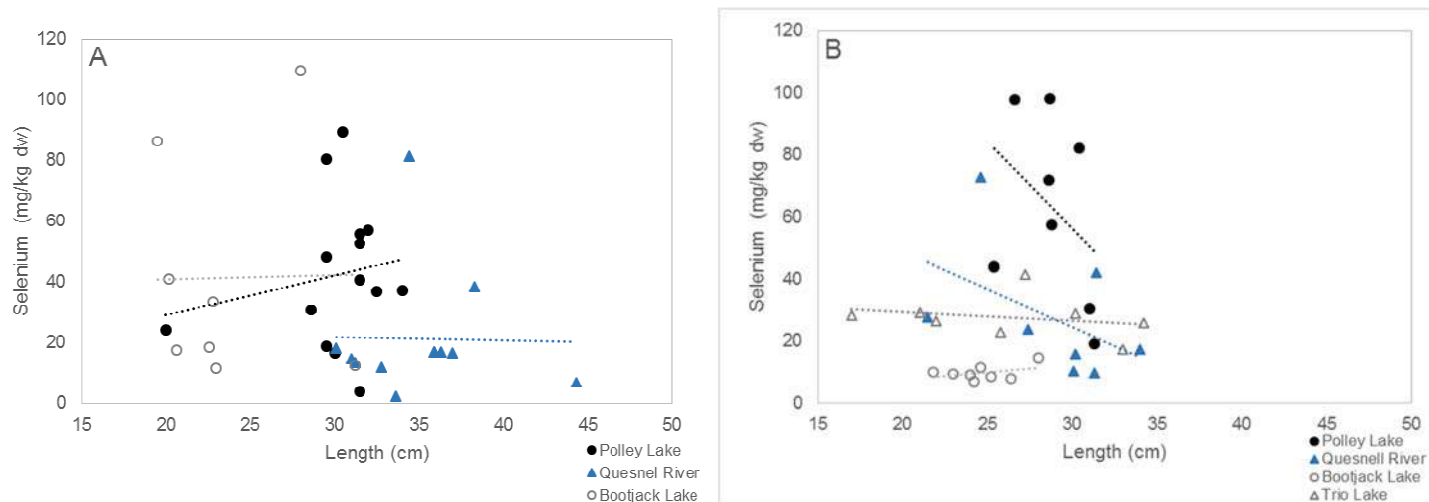 A
120
100
80
60
40
20
0
Selenium (mg/kg dw)
15 20 25 30 35 40 45 50
Length (cm)
Polley Lake
Quesnel River
Bootjack Lake
B
120
100
80
60
40
20
0
Selenium (mg/kg dw)
15 20 25 30 35 40 45 50
Length (cm)
Polley Lake
Quesnell River
Bootjack Lake
Trio Lake